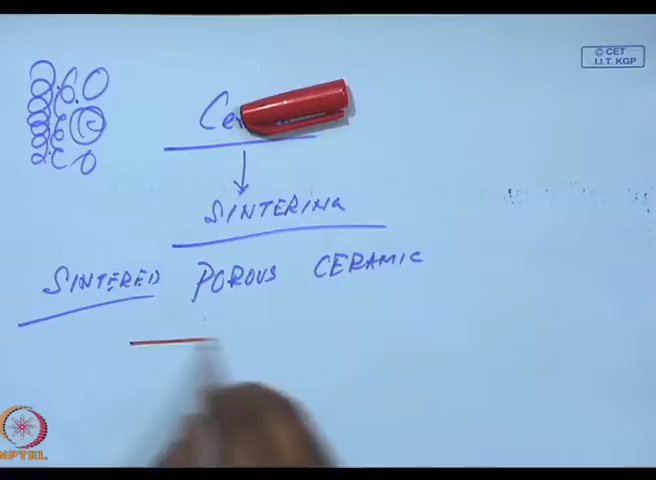 © CET
I.I.T. KGP
SINTERING
SINTERED POROUS CERAMIC
NPTEL